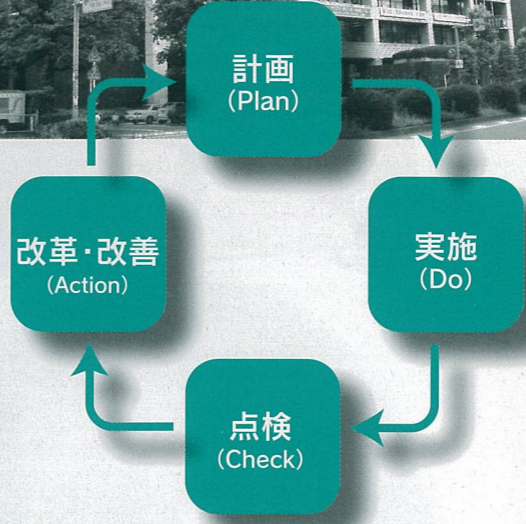 計画
(Plan)
実施
(Do)
点検
(Check)
改革・改善
(Action)